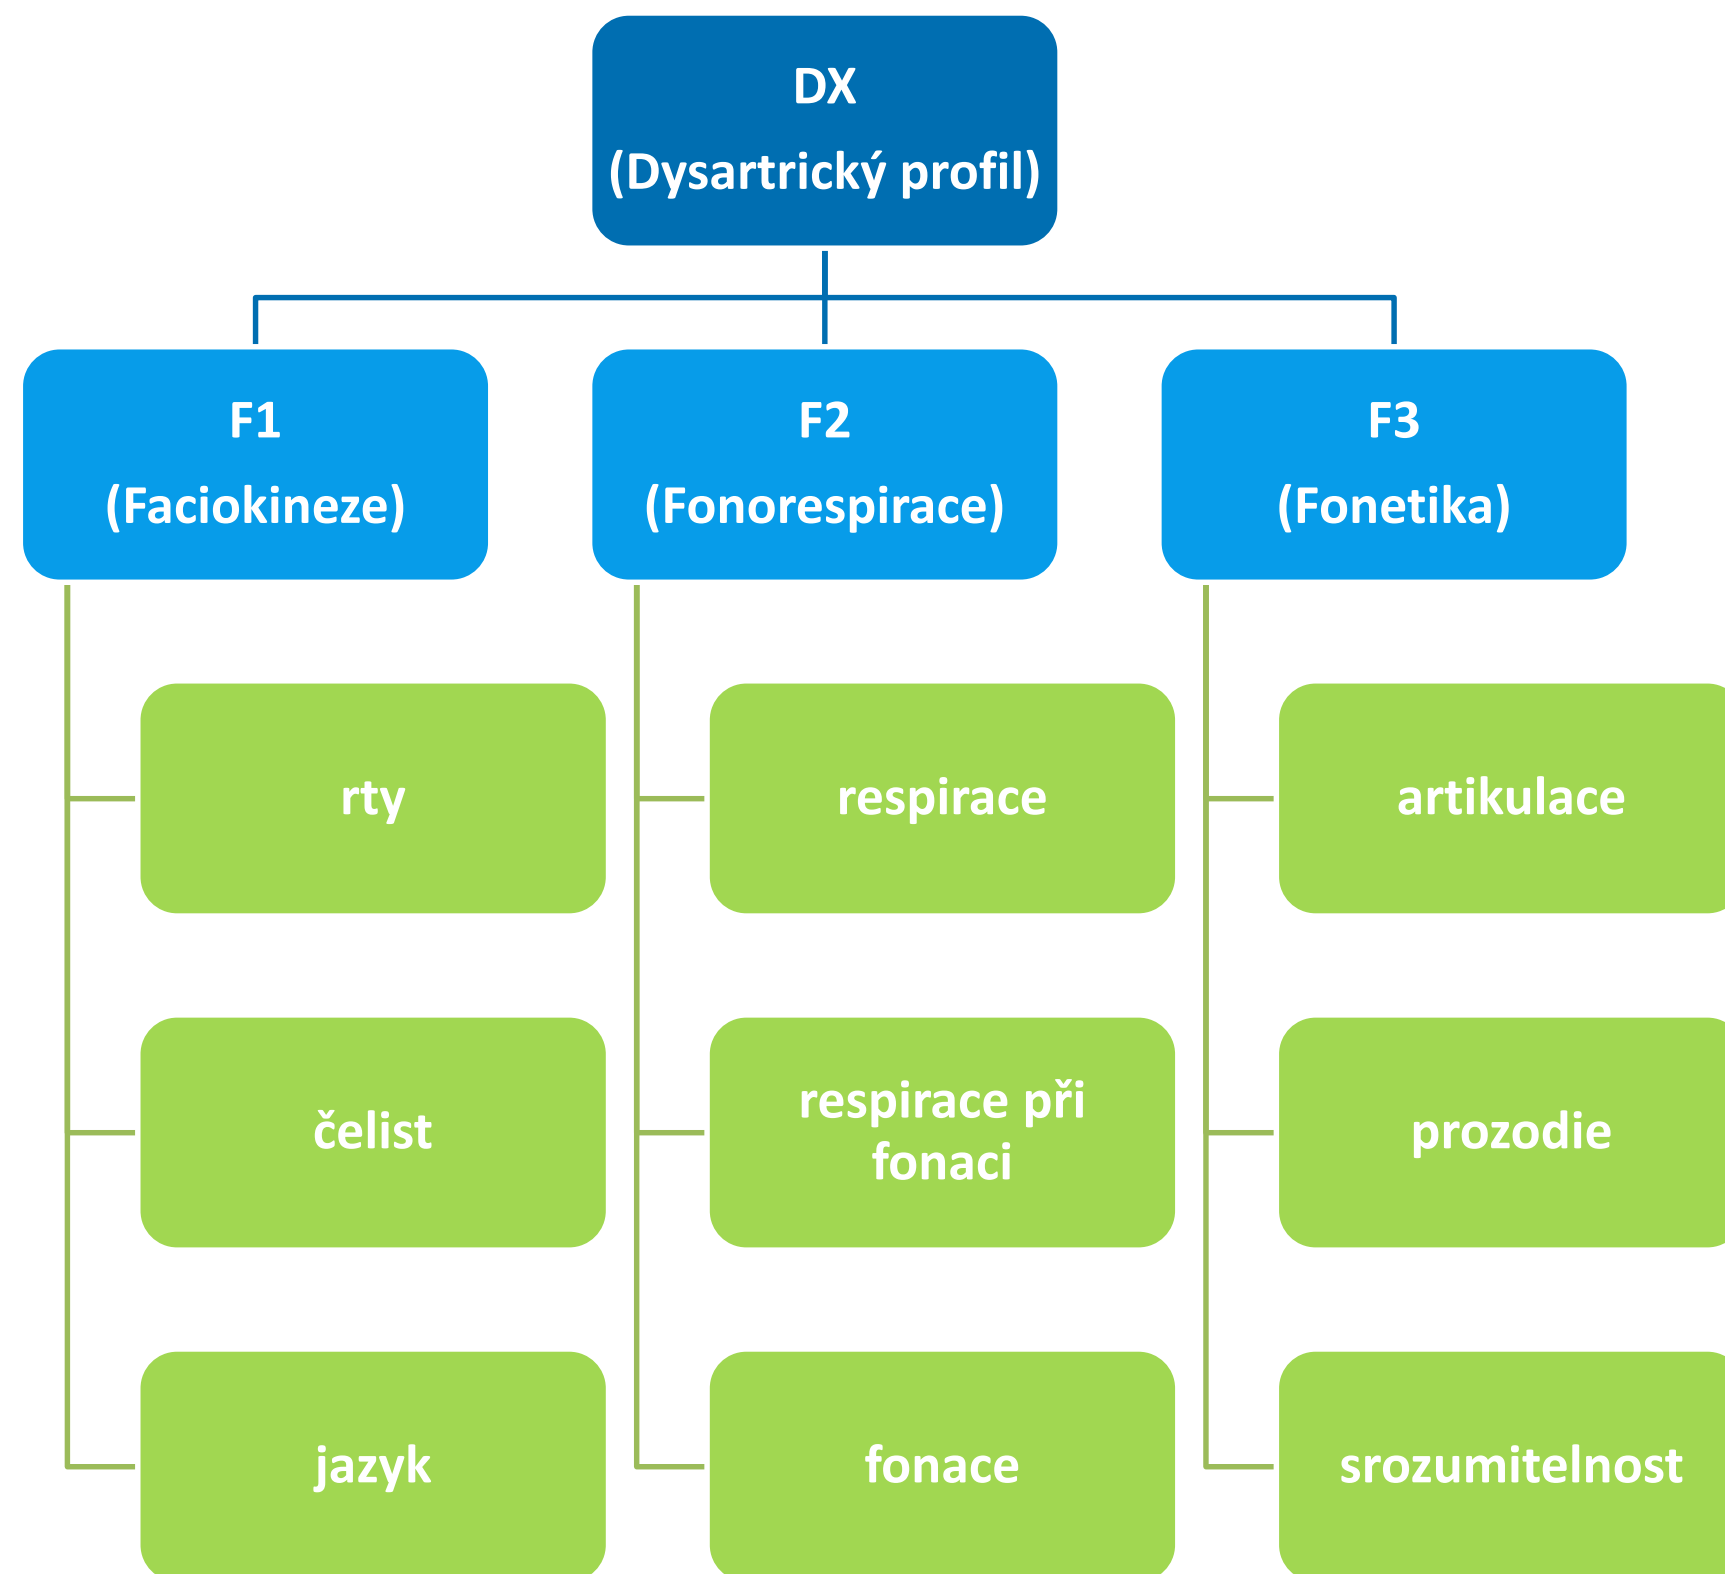 DX
(Dysartrický profil)
F1
(Faciokineze)
F2
(Fonorespirace)
F3
(Fonetika)
rty
respirace
artikulace
čelist
respirace při
fonaci
prozodie
jazyk
fonace
srozumitelnost